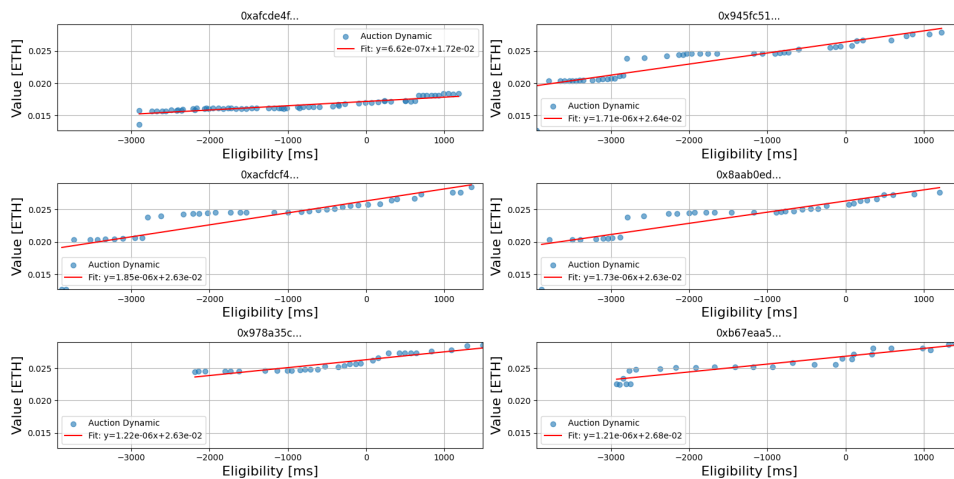 0xafcde4f...
Value [ETH]
0.025
0.020
0.015
Auction Dynamic
Fit: y=6.62e-07x+1.72e-02
−3000 −2000 −1000 0 1000
Eligibility [ms]
0x945fc51...
Value [ETH]
0.025
0.020
0.015
Auction Dynamic
Fit: y=1.71e-06x+2.64e-02
−3000 −2000 −1000 0 1000
Eligibility [ms]
0xacfdcf4...
Value [ETH]
0.025
0.020
0.015
Auction Dynamic
Fit: y=1.85e-06x+2.63e-02
−3000 −2000 −1000 0 1000
Eligibility [ms]
0x8aab0ed...
Value [ETH]
0.025
0.020
0.015
Auction Dynamic
Fit: y=1.73e-06x+2.63e-02
−3000 −2000 −1000 0 1000
Eligibility [ms]
0x978a35c...
Value [ETH]
0.025
0.020
0.015
Auction Dynamic
Fit: y=1.22e-06x+2.63e-02
−3000 −2000 −1000 0 1000
Eligibility [ms]
0xb67eaa5...
Value [ETH]
0.025
0.020
0.015
Auction Dynamic
Fit: y=1.21e-06x+2.68e-02
−3000 −2000 −1000 0 1000
Eligibility [ms]